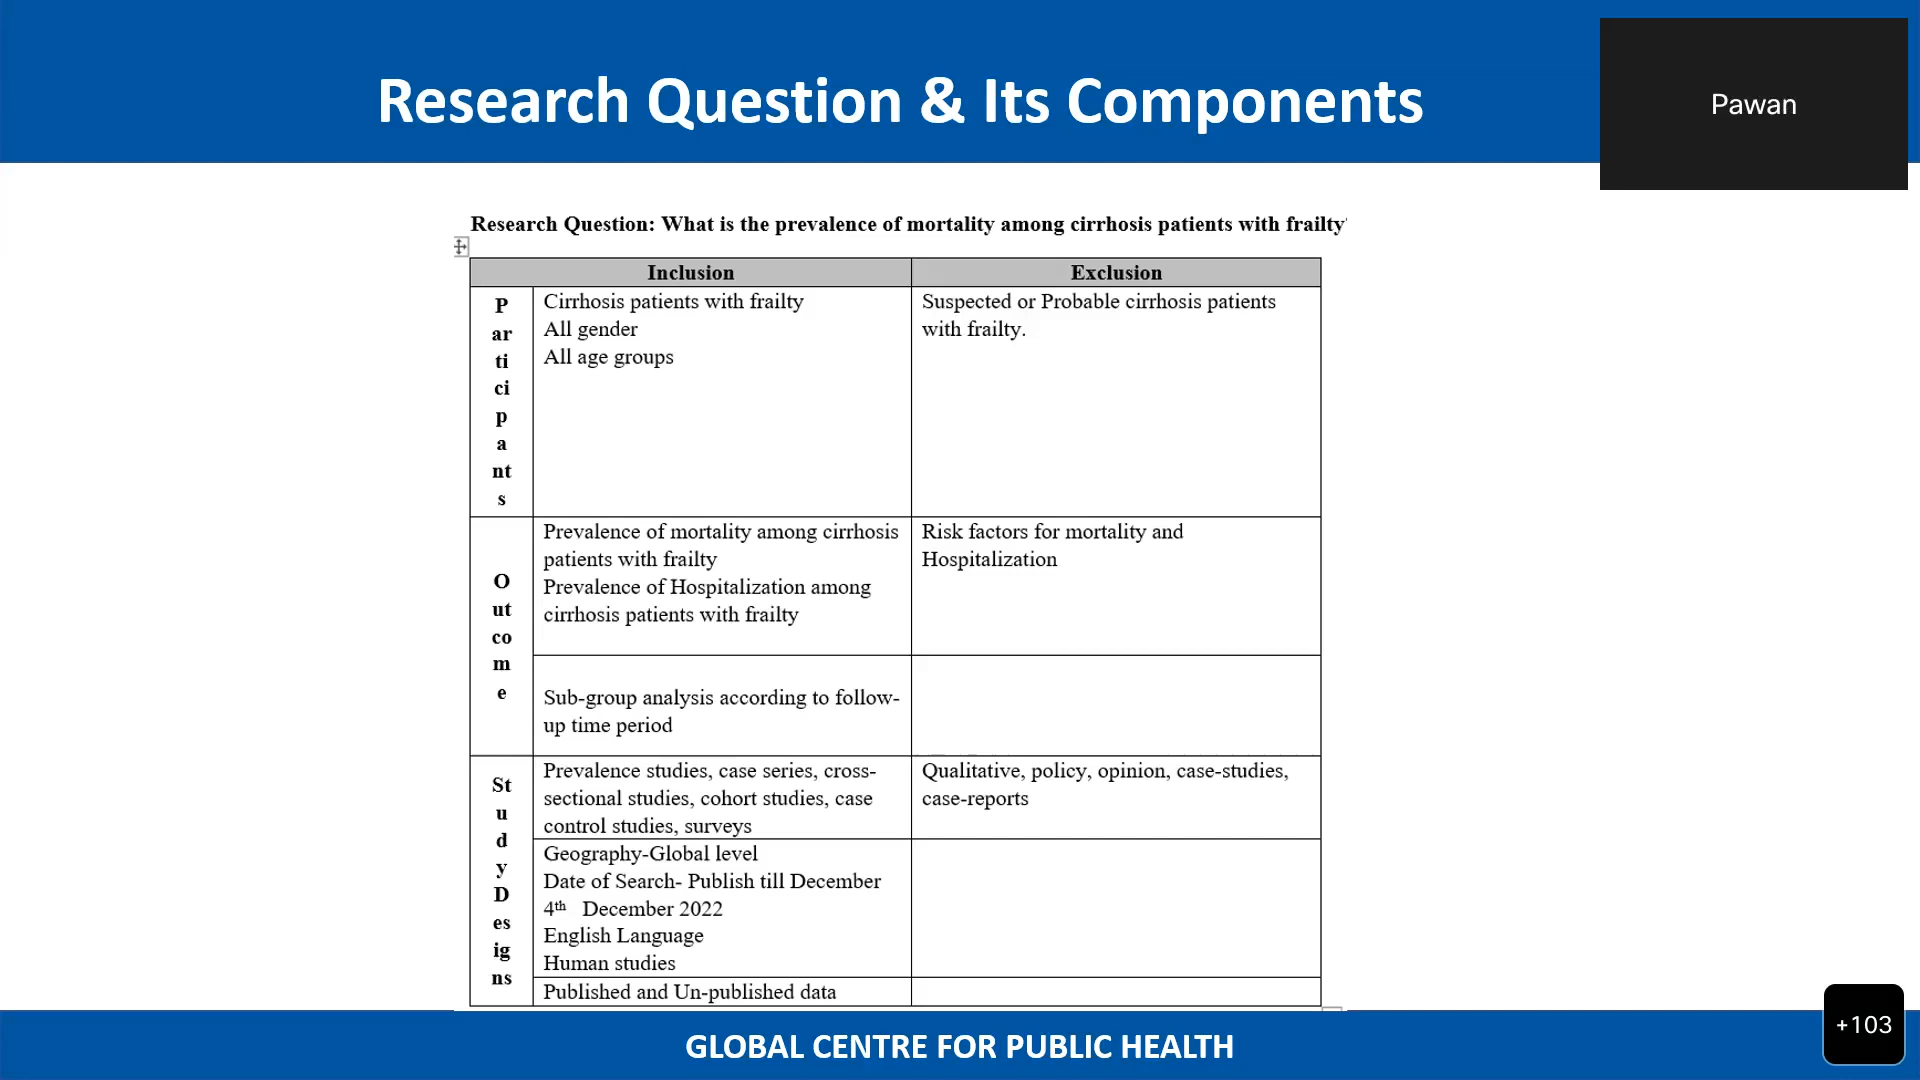 Research Question & Its Components
Pawan
Research Question: What is the prevalence of mortality among cirrhosis patients with frailty
Inclusion
Exclusion
P
ar
ti
ci
p
a
nt
s
Cirrhosis patients with frailty
All gender
All age groups
Suspected or Probable cirrhosis patients
with frailty.
O
ut
co
m
e
Prevalence of mortality among cirrhosis
patients with frailty
Prevalence of Hospitalization among
cirrhosis patients with frailty
Risk factors for mortality and
Hospitalization
Sub-group analysis according to follow-
up time period
St
u
d
y
D
es
ig
ns
Prevalence studies, case series, cross-
sectional studies, cohort studies, case
control studies, surveys
Qualitative, policy, opinion, case-studies,
case-reports
Geography-Global level
Date of Search- Publish till December
4th December 2022
English Language
Human studies
Published and Un-published data
GLOBAL CENTRE FOR PUBLIC HEALTH
+103